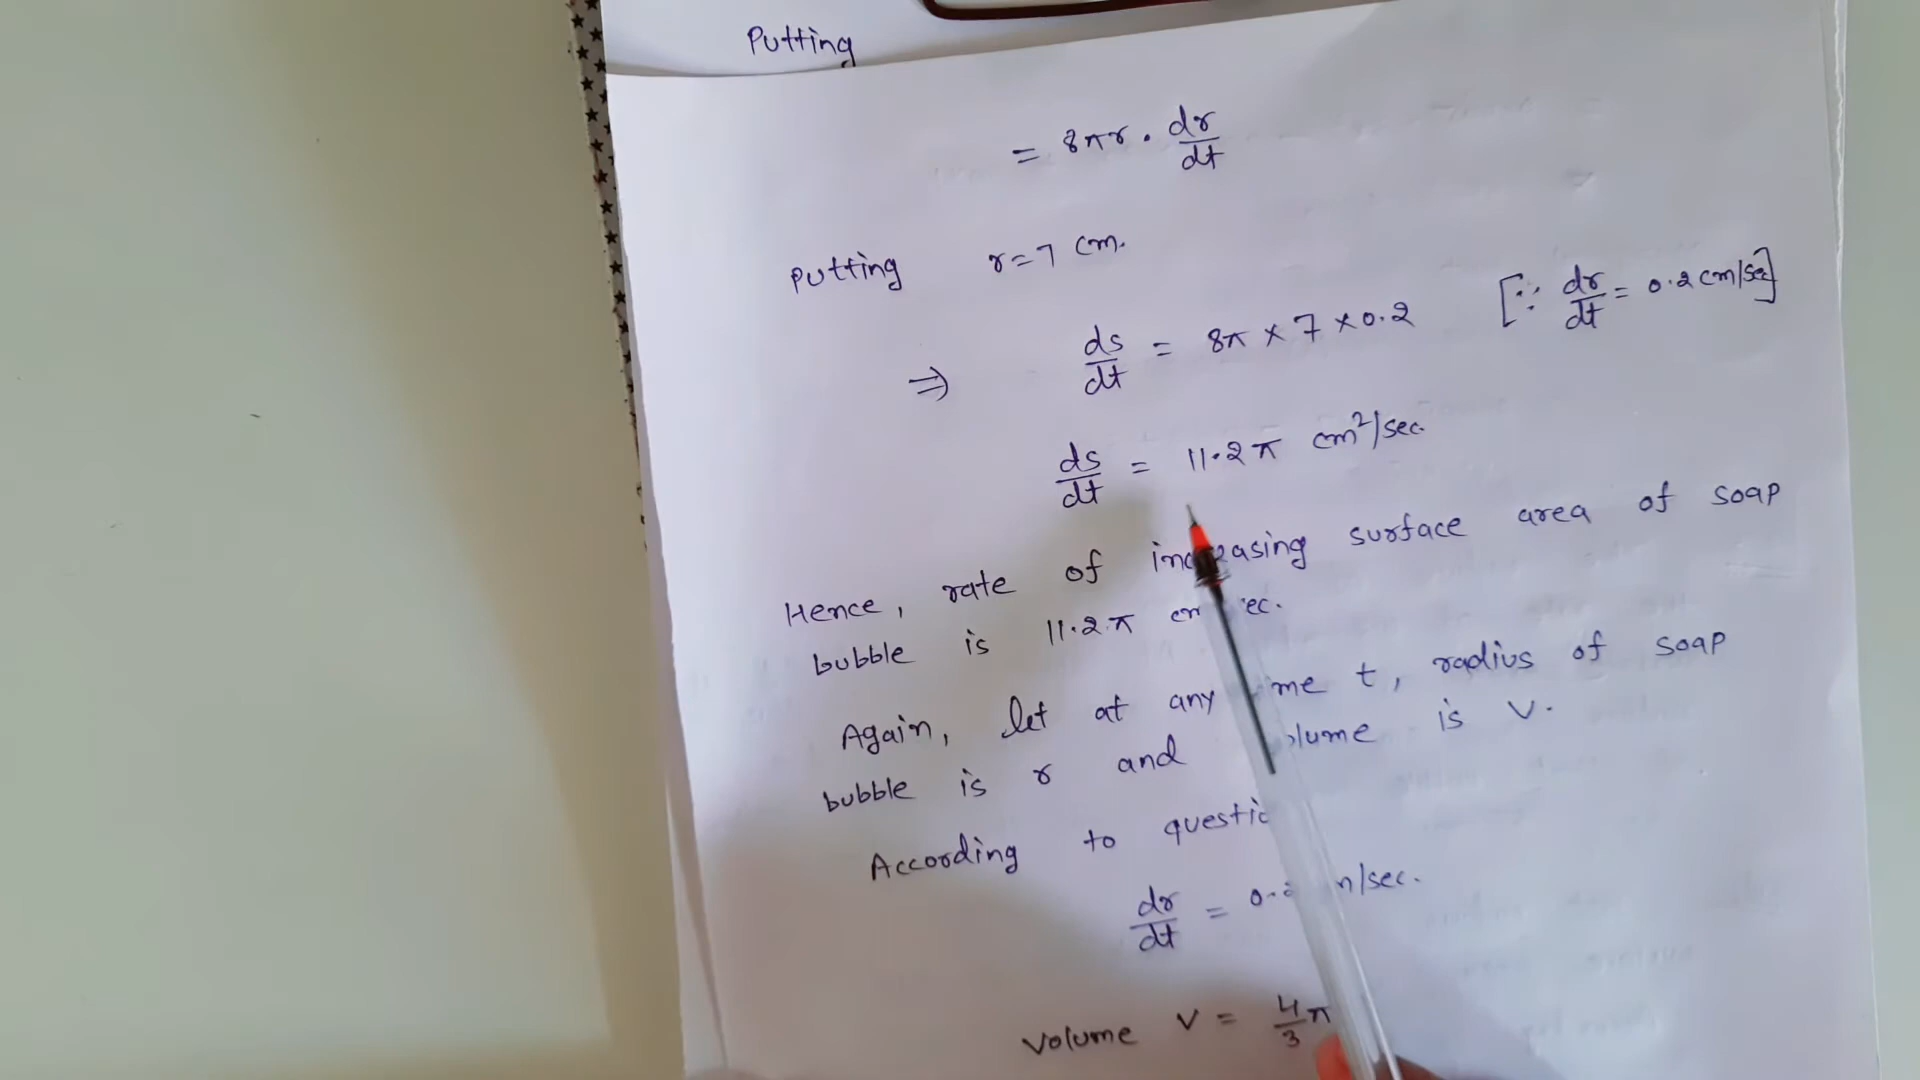 Putting
= 8πr . dr/dt
Putting r=7 cm.
⇒ ds/dt = 8π × 7 × 0.2 [∵ dr/dt = 0.2 cm/sec]
ds/dt = 11.2π cm²/sec.
Hence, rate of increasing surface area of soap
bubble is 11.2π
Again, let at any t, radius of soap
bubble is r and is V.
According to
dr/dt =
Volume V = 4/3 π